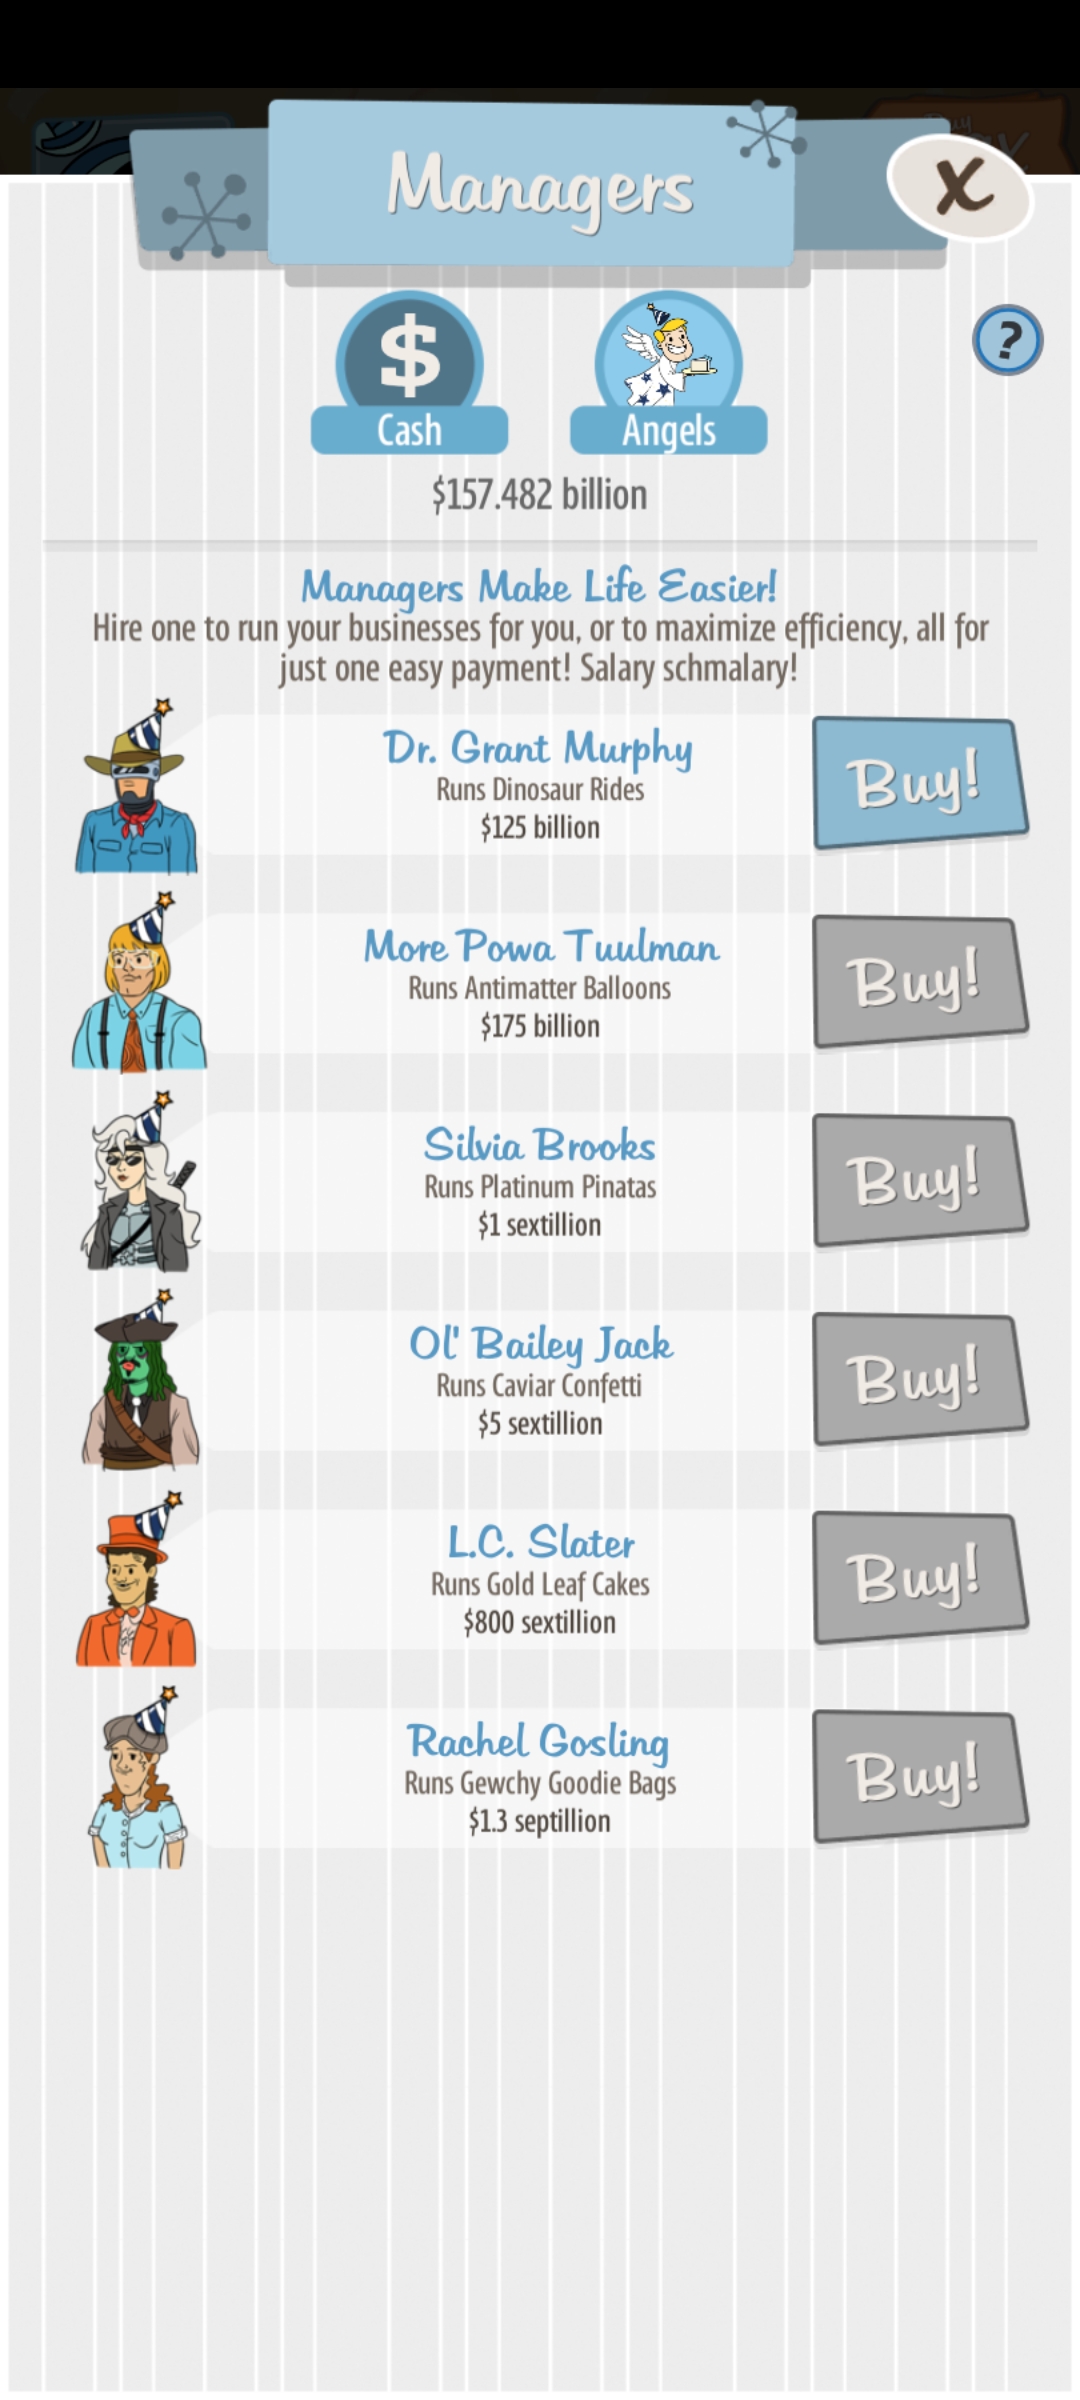 Managers
X
$
?
Cash
Angels
$157.482 billion
Managers Make Life Easier!
Hire one to run your businesses for you, or to maximize efficiency, all for
just one easy payment! Salary schmalary!
Dr. Grant Murphy
Runs Dinosaur Rides
$125 billion
Buy!
More Powa Tuulman
Runs Antimatter Balloons
$175 billion
Buy!
Silvia Brooks
Runs Platinum Pinatas
$1 sextillion
Buy!
Ol' Bailey Jack
Runs Caviar Confetti
$5 sextillion
Buy!
L.C. Slater
Runs Gold Leaf Cakes
$800 sextillion
Buy!
Rachel Gosling
Runs Gewchy Goodie Bags
$1.3 septillion
Buy!